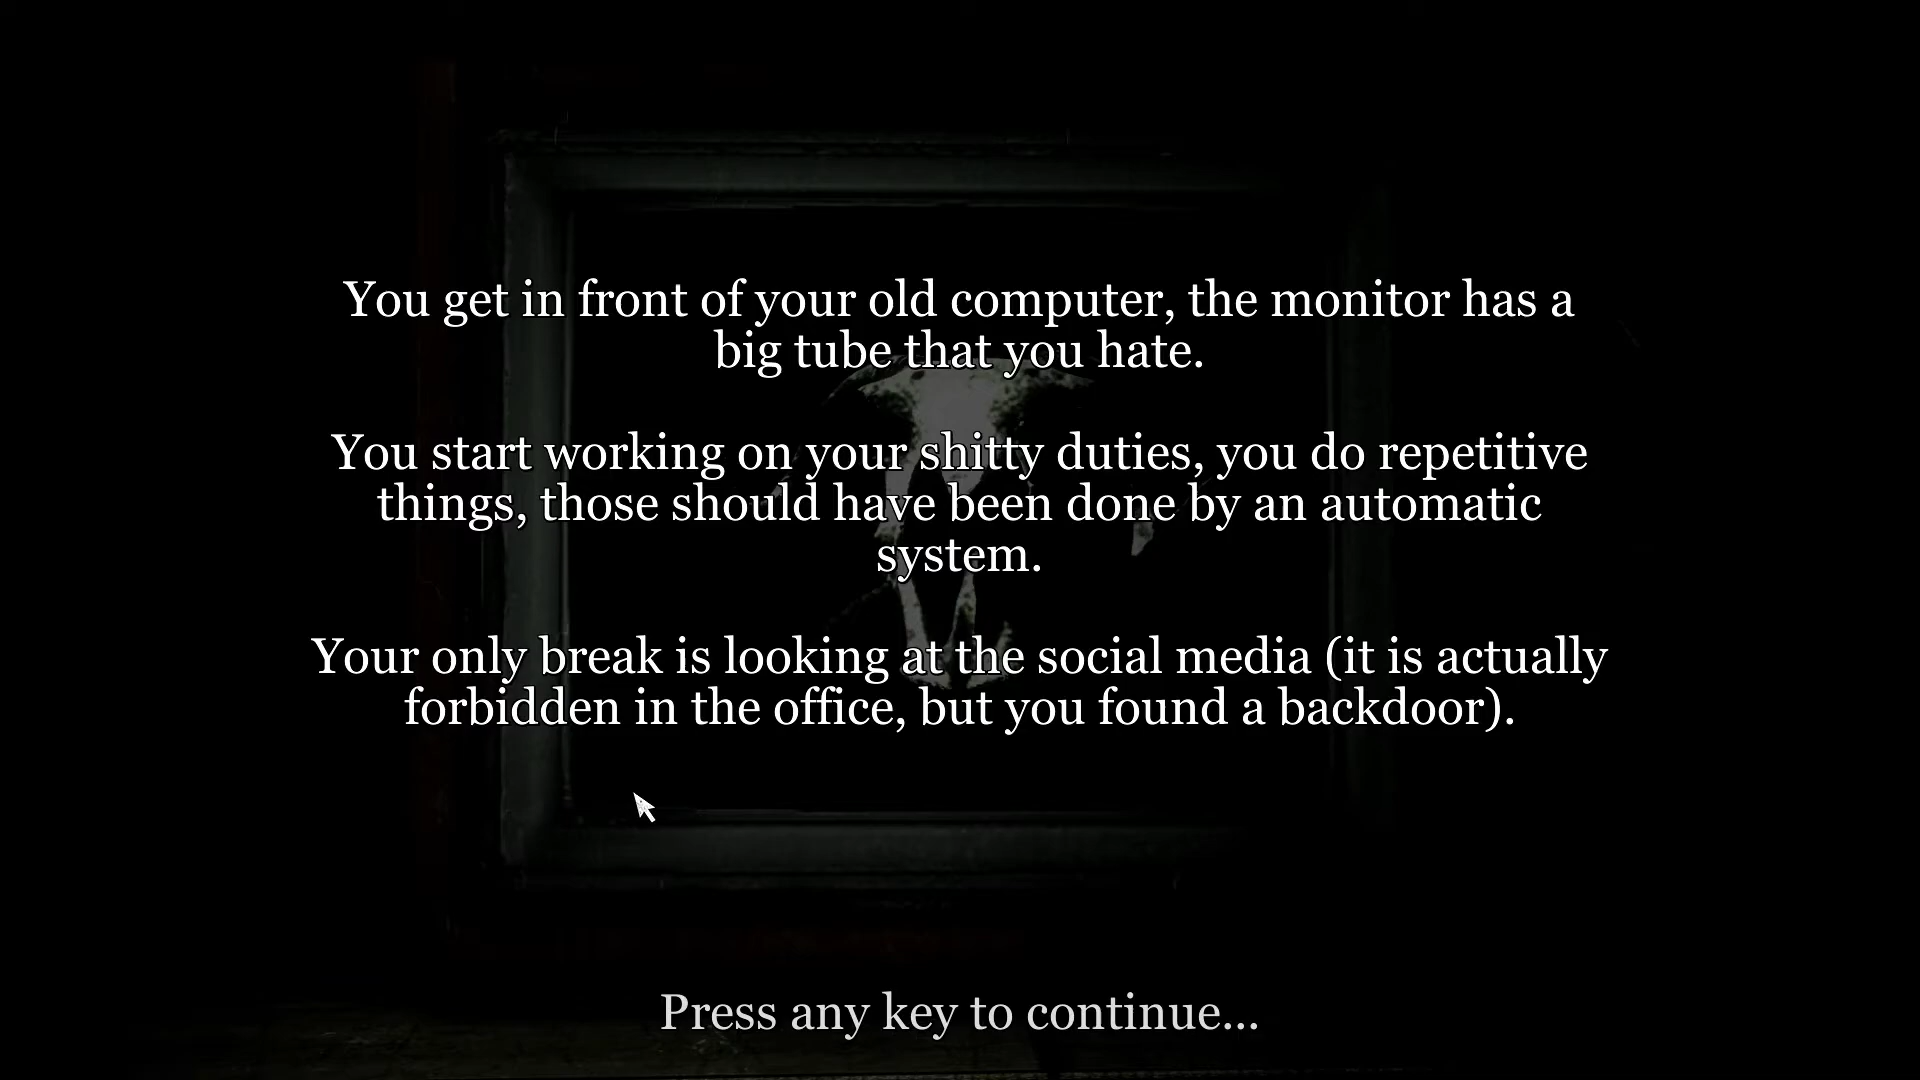 You get in front of your old computer, the monitor has a
big tube that you hate.
You start working on your shitty duties, you do repetitive
things, those should have been done by an automatic
system.
Your only break is looking at the social media (it is actually
forbidden in the office, but you found a backdoor).
Press any key to continue...